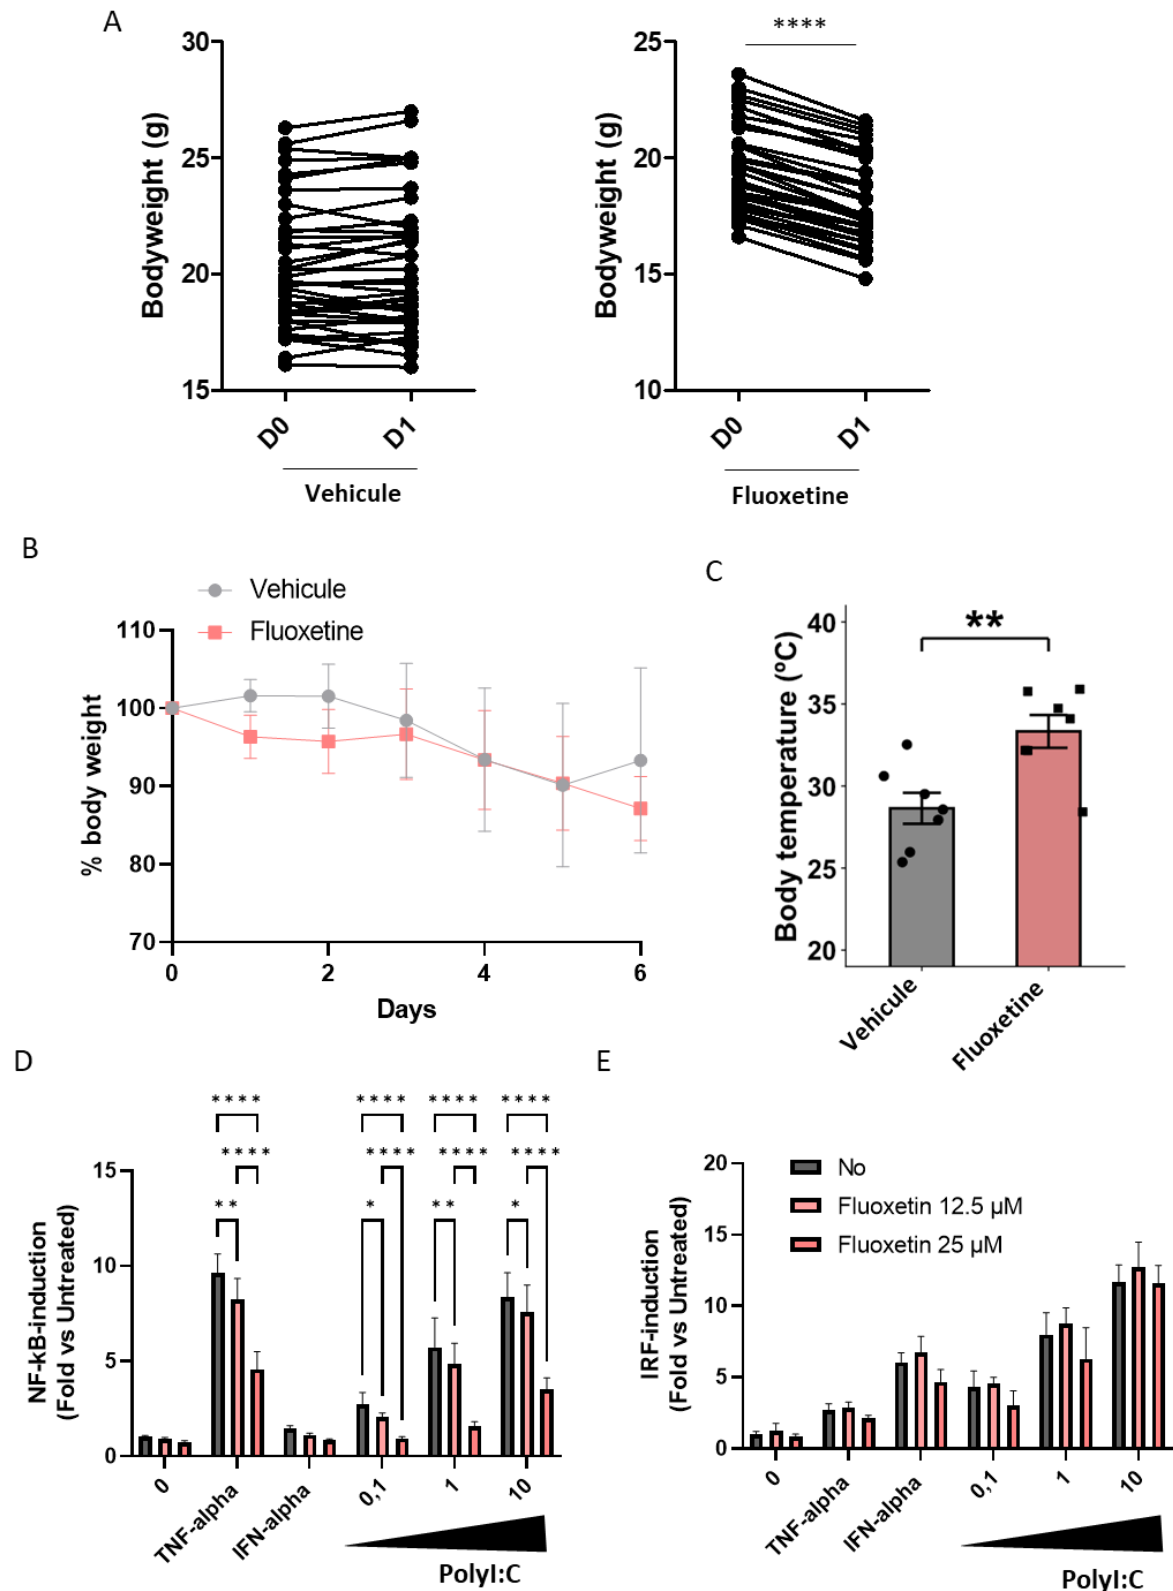 A
****
30
25
20
15
Bodyweight (g)
D0
D1
Vehicule
25
20
15
10
Bodyweight (g)
D0
D1
Fluoxetine
B
Vehicule
Fluoxetine
110
100
90
80
70
% body weight
0
2
4
6
Days
C
**
40
35
30
25
20
Body temperature (ºC)
Vehicule
Fluoxetine
D
**** **** **** ****
**** **** **** ****
** * ** *
15
10
5
0
NF-kB-induction
(Fold vs Untreated)
0
TNF-alpha
IFN-alpha
0,1
1
10
PolyI:C
E
No
Fluoxetin 12.5 µM
Fluoxetin 25 µM
20
15
10
5
0
IRF-induction
(Fold vs Untreated)
0
TNF-alpha
IFN-alpha
0,1
1
10
PolyI:C